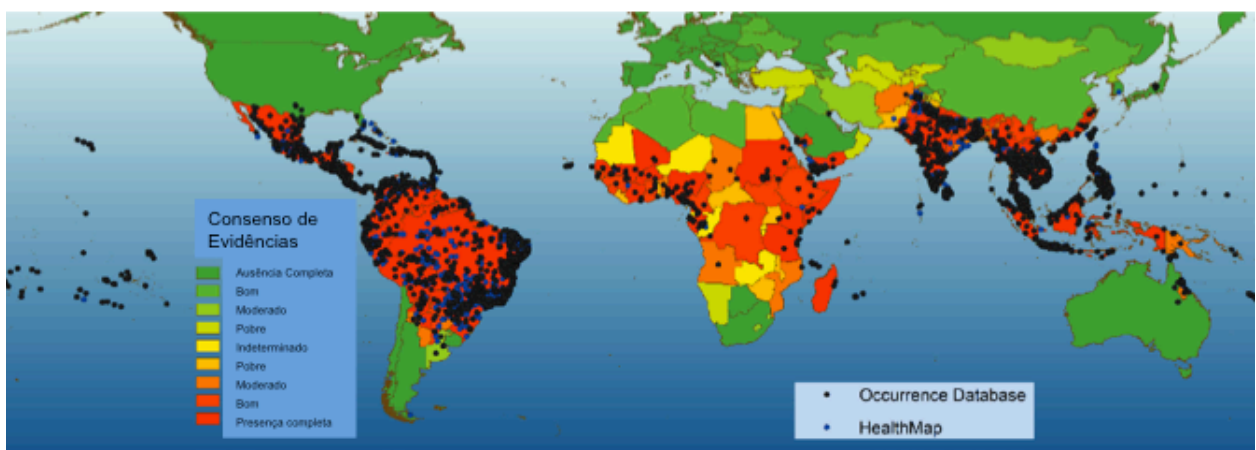 Consenso de
Evidências
Ausência Completa
Bom
Moderado
Pobre
Indeterminado
Pobre
Moderado
Bom
Presença completa
Occurrence Database
HealthMap